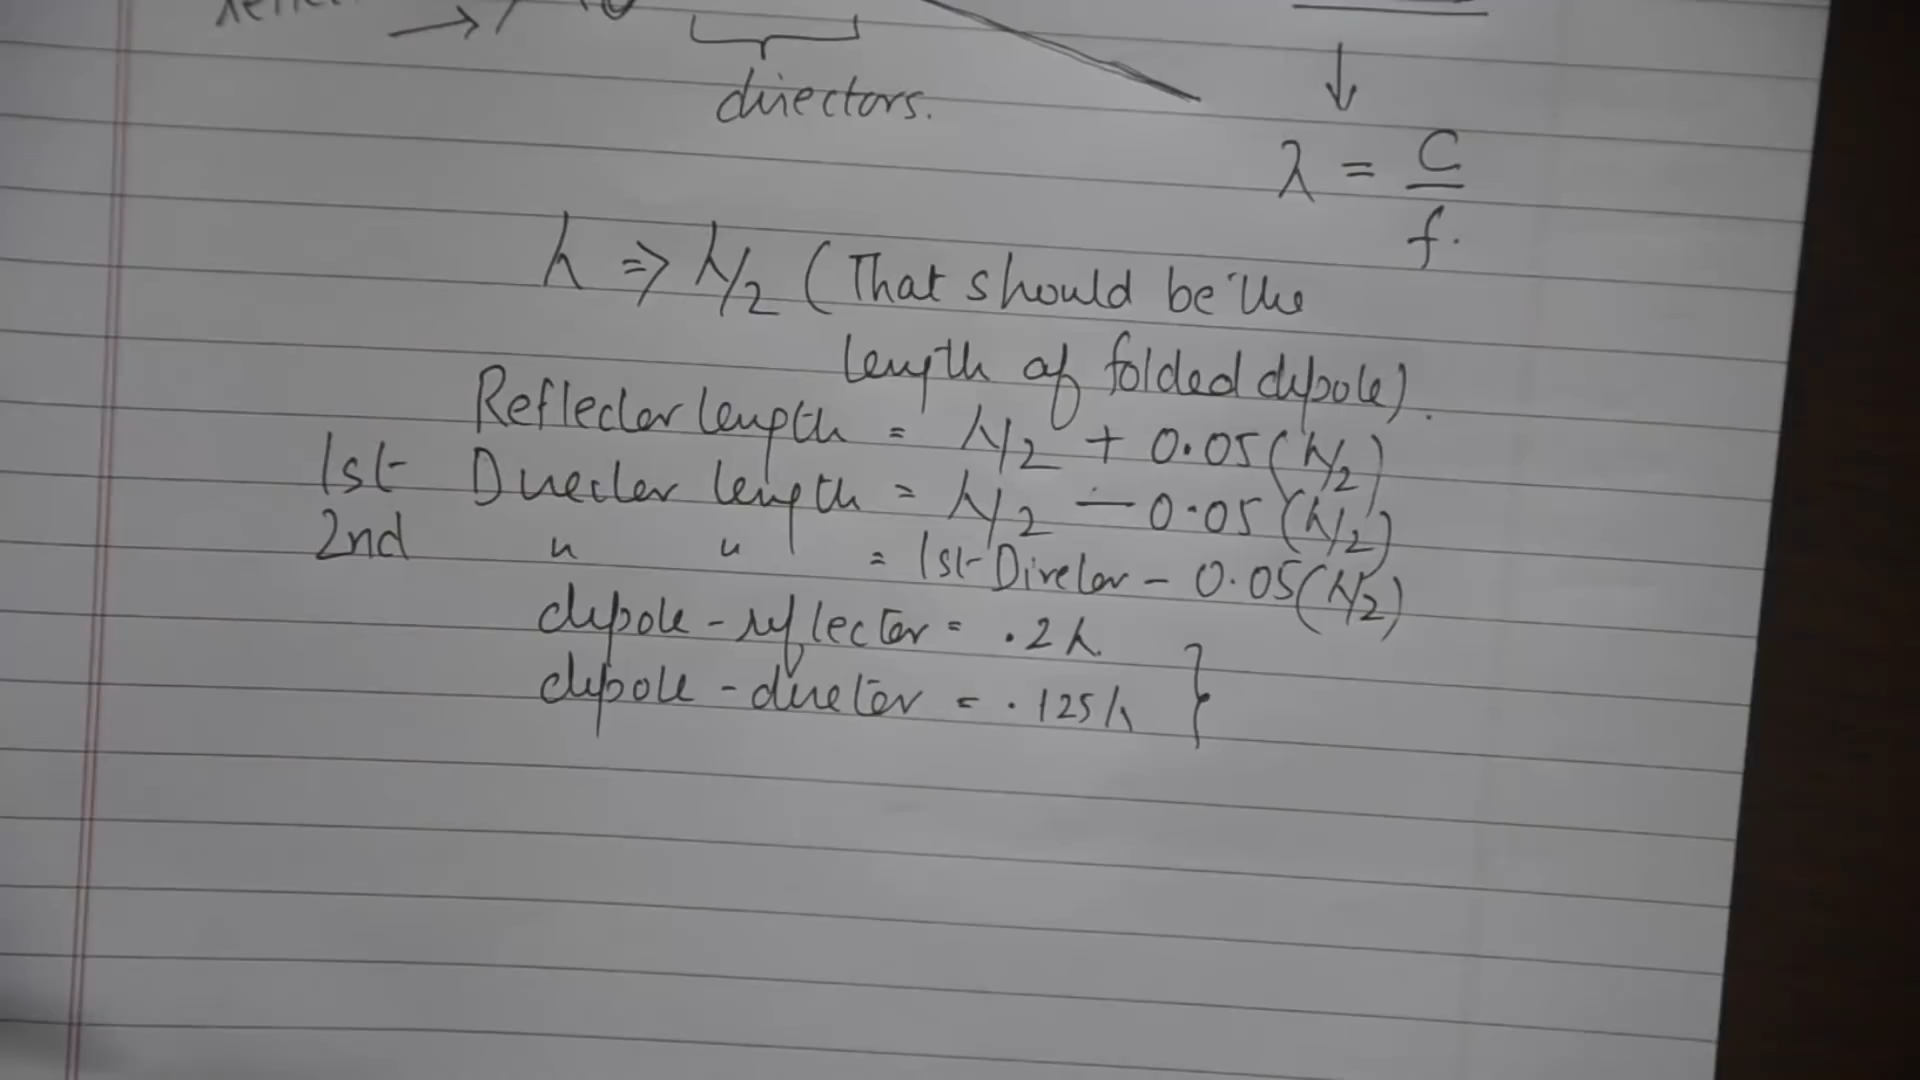 directors.
λ = C/f.
λ => λ/2 (That should be the
length of folded dipole).
Reflector length = λ/2 + 0.05(λ/2)
1st Director length = λ/2 - 0.05(λ/2)
2nd " " = 1st Director - 0.05(λ/2)
dipole - reflector = .2λ.
dipole - director = .125λ }